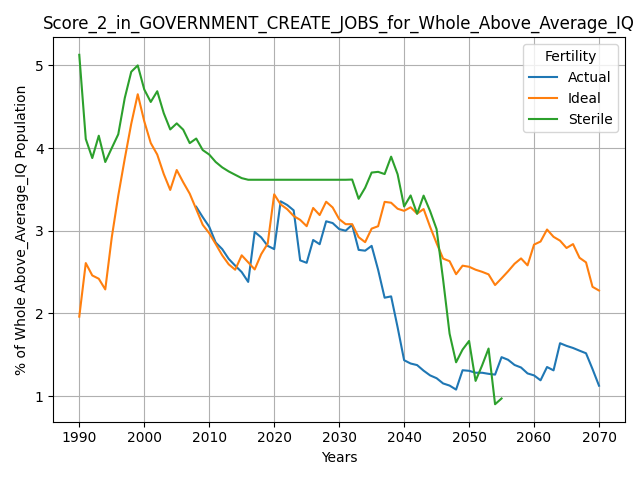 Score_2_in_GOVERNMENT_CREATE_JOBS_for_Whole_Above_Average_IQ
Fertility
Actual
Ideal
Sterile
% of Whole Above_Average_IQ Population
5
4
3
2
1
1990 2000 2010 2020 2030 2040 2050 2060 2070
Years